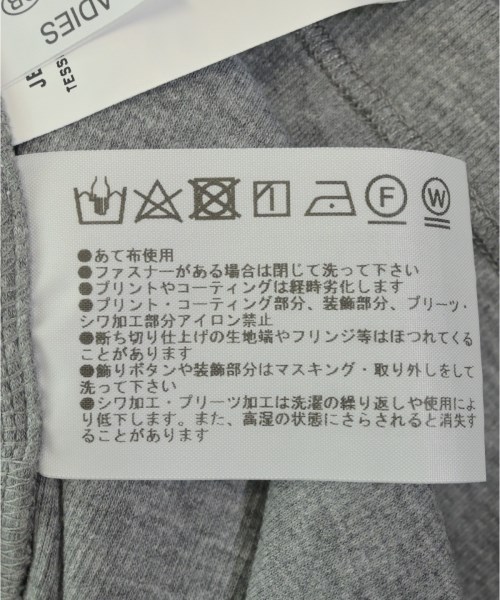 LADIES
JE
TESS
F
W
●あて布使用
●ファスナーがある場合は閉じて洗って下さい
●プリントやコーティングは経時劣化します
●プリント・コーティング部分、装飾部分、プリーツ・
シワ加工部分アイロン禁止
●断ち切り仕上げの生地端やフリンジ等はほつれてくる
ことがあります
●飾りボタンや装飾部分はマスキング・取り外しをして
洗って下さい
●シワ加工・プリーツ加工は洗濯の繰り返しや使用によ
り低下します。また、高湿の状態にさらされると消失す
ることがあります